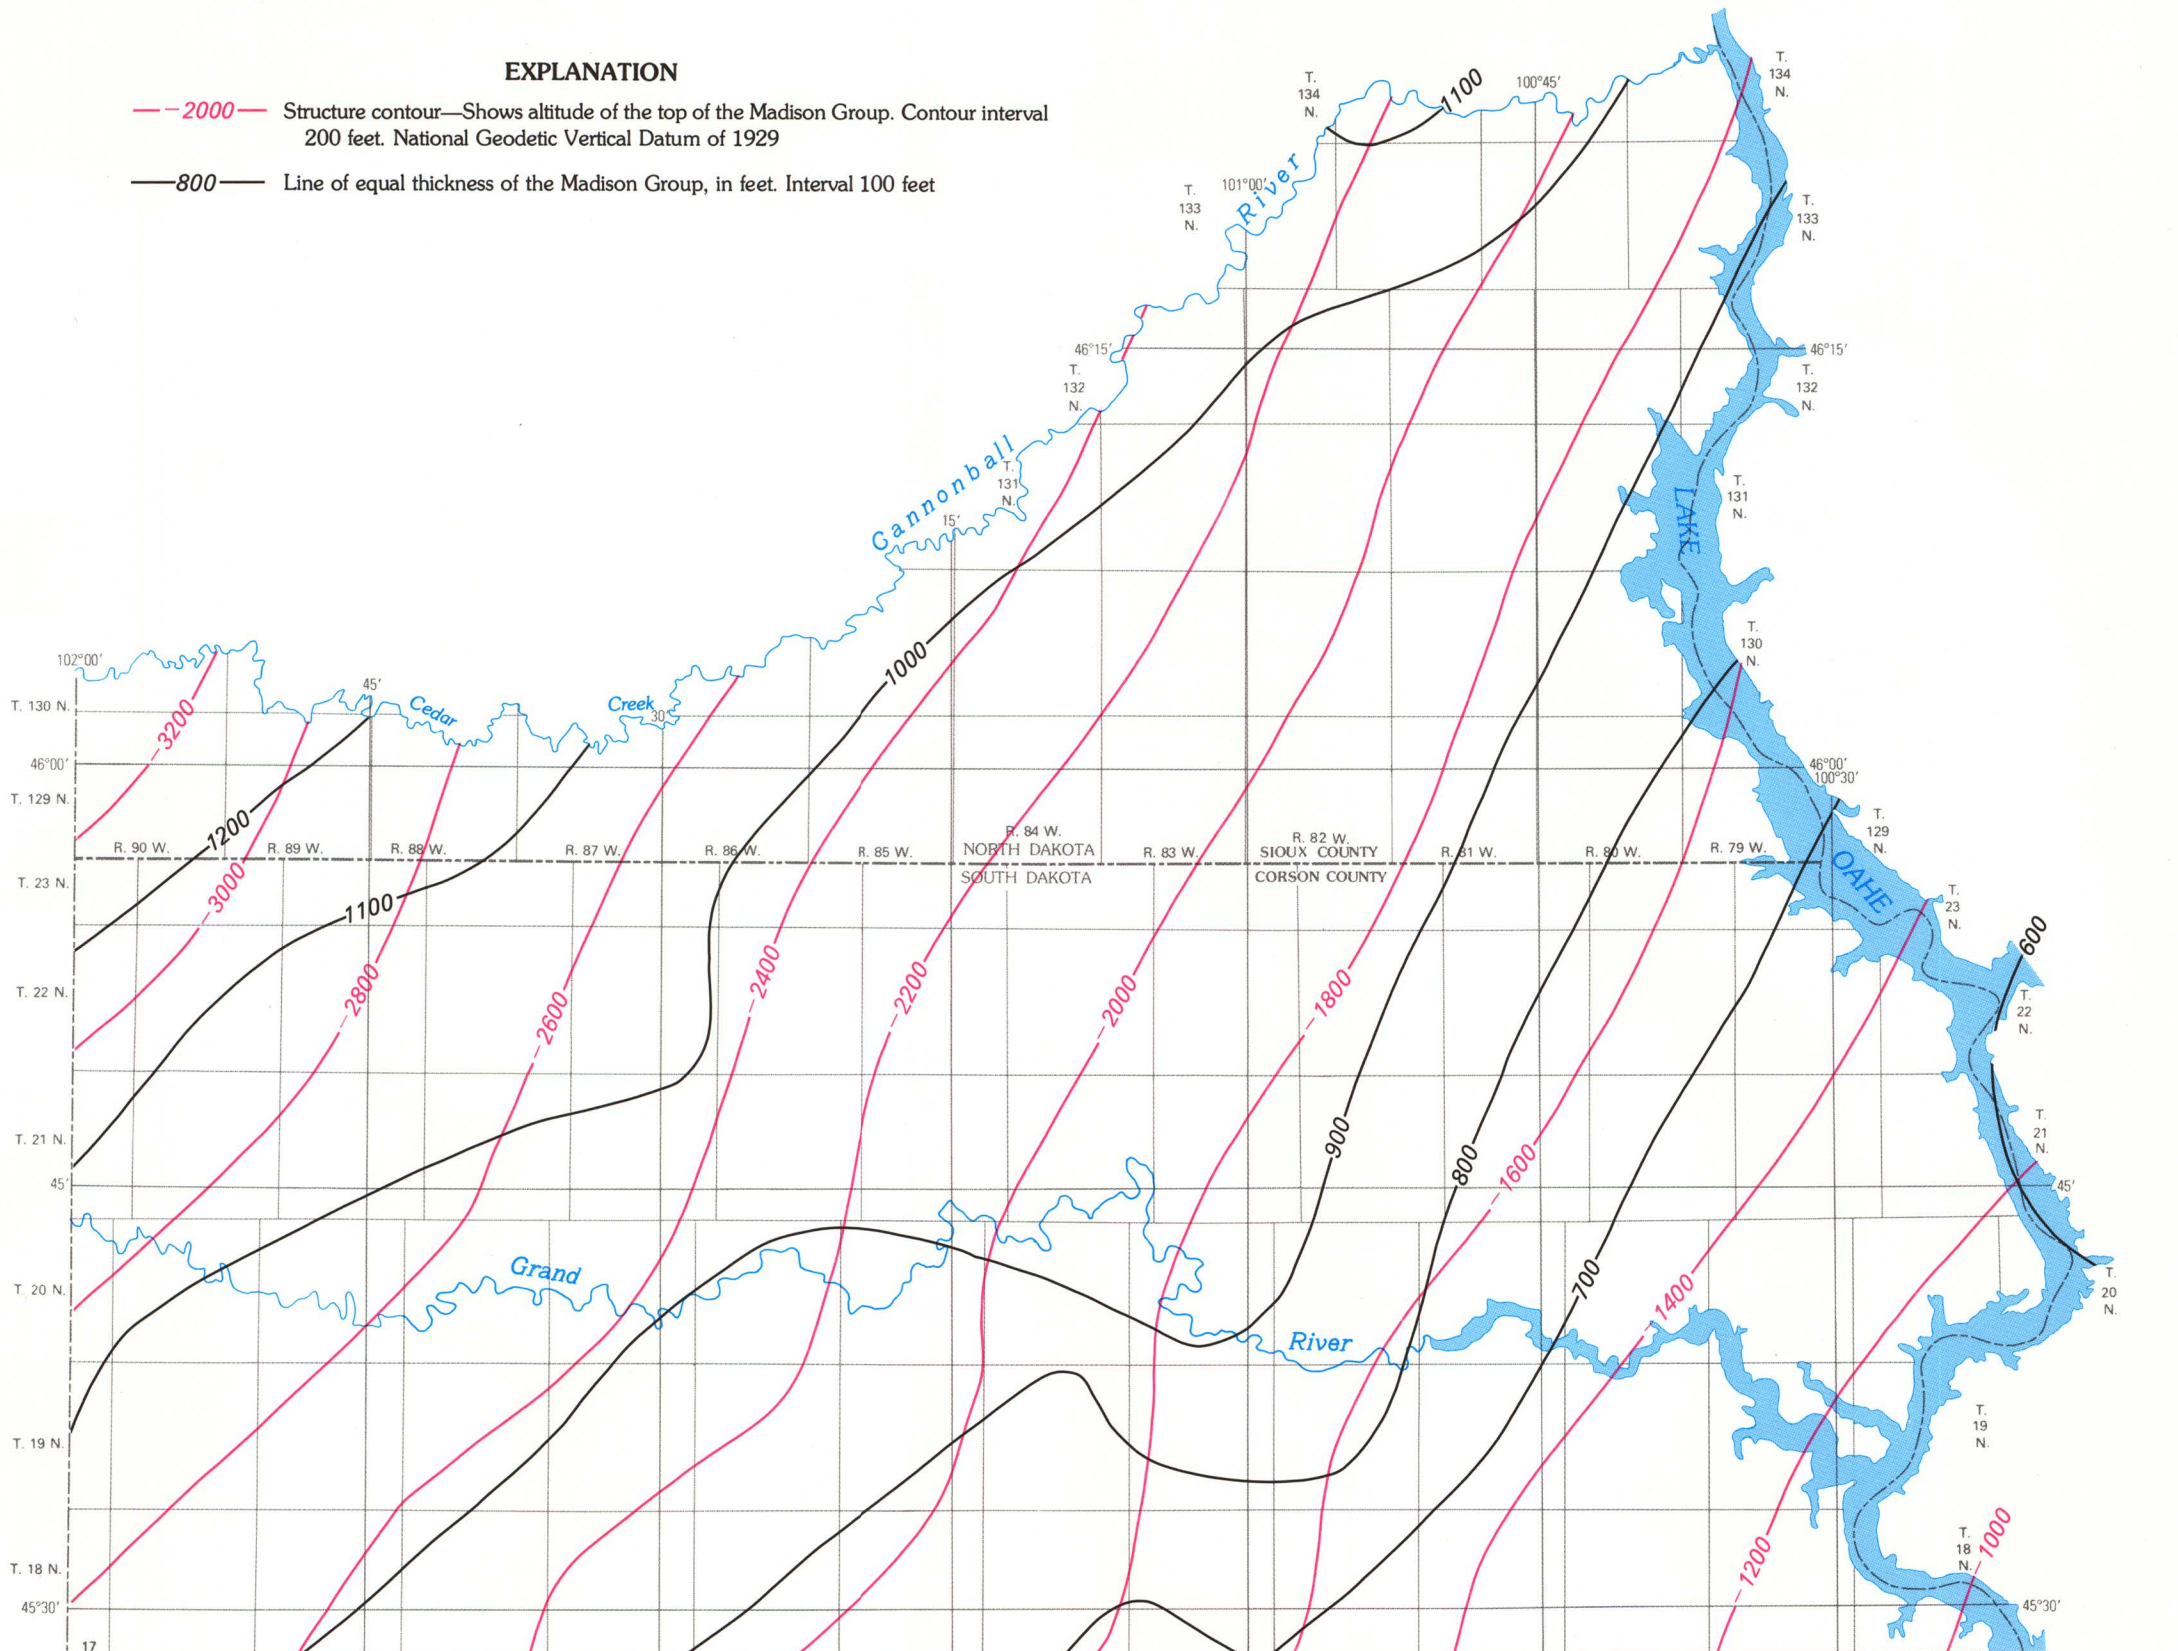 EXPLANATION
—2000 Structure contour—Shows altitude of the top of the Madison Group. Contour interval
200 feet. National Geodetic Vertical Datum of 1929
800 Line of equal thickness of the Madison Group, in feet. Interval 100 feet
T.
134
N.
1100
100°45′
T.
134
N.
T.
133
N.
101°00′
River
T.
133
N.
46°15′
46°15′
T.
132
N.
T.
132
N.
Cannonball
T.
131
N.
15′
LAKE
T.
131
N.
102°00′
45′
Cedar
Creek
30′
1000
T.
130
N.
T. 130 N.
—3200
46°00′
46°00′
100°30′
T. 129 N.
1200
T.
129
N.
R. 90 W.
R. 89 W.
R. 88 W.
R. 87 W.
R. 86 W.
R. 85 W.
R. 84 W.
NORTH DAKOTA
SOUTH DAKOTA
R. 83 W.
R. 82 W.
SIOUX COUNTY
CORSON COUNTY
R. 81 W.
R. 80 W.
R. 79 W.
OAHE
T. 23 N.
—3000
1100
T.
23
N.
600
T. 22 N.
—2800
—2600
—2400
—2200
—2000
—1800
T.
22
N.
T. 21 N.
900
800
—1600
T.
21
N.
45′
45′
Grand
T. 20 N.
700
—1400
T.
20
N.
River
T. 19 N.
T.
19
N.
T. 18 N.
—1200
T.
18
N.
—1000
45°30′
45°30′
17